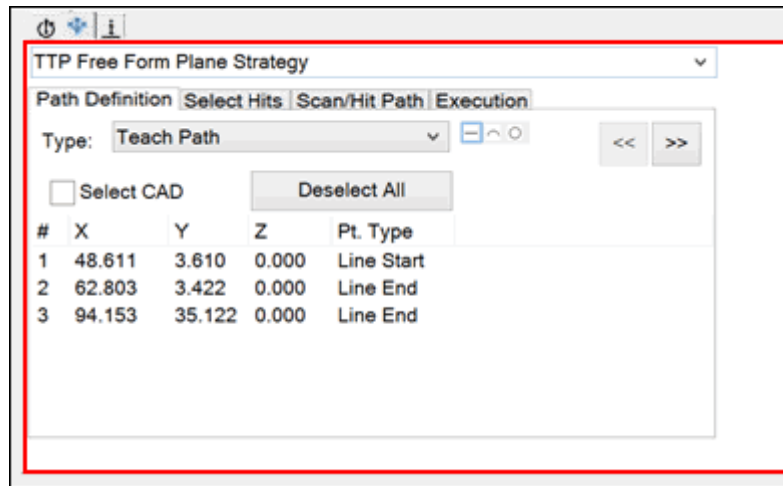 TTP Free Form Plane Strategy
Path Definition Select Hits Scan/Hit Path Execution
Type: Teach Path << >>
Select CAD Deselect All
# X Y Z Pt. Type
1 48.611 3.610 0.000 Line Start
2 62.803 3.422 0.000 Line End
3 94.153 35.122 0.000 Line End